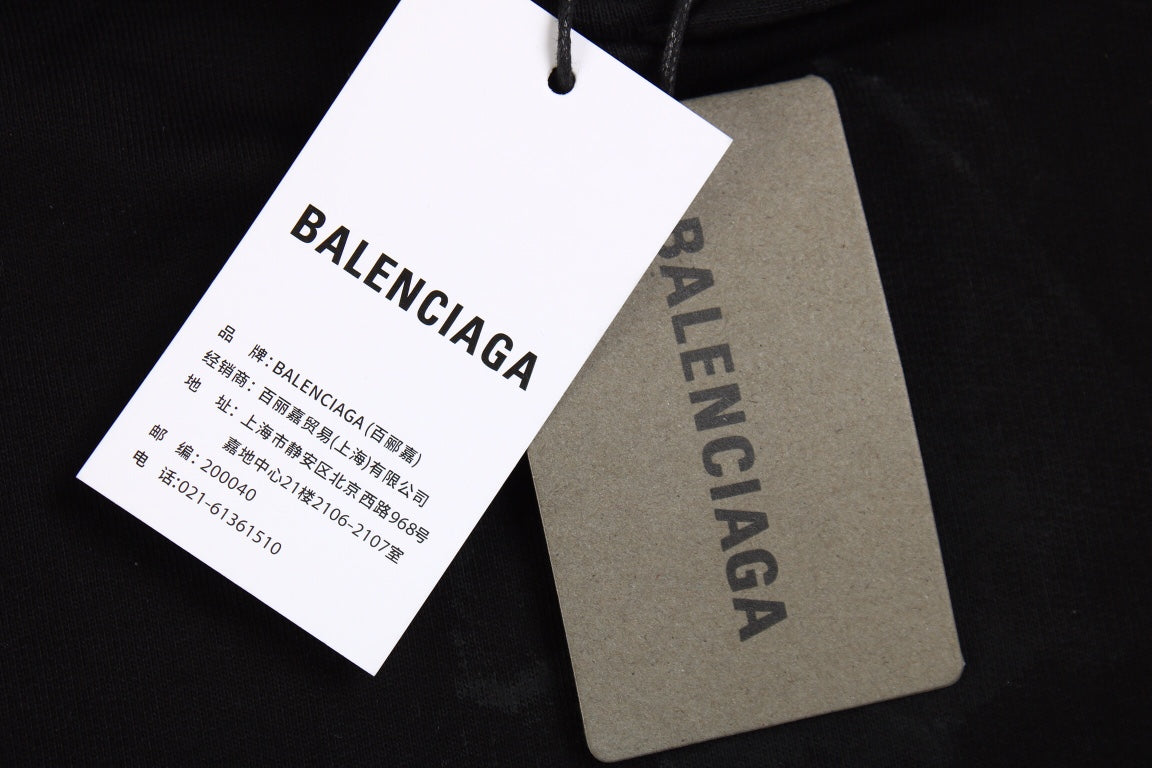 BALENCIAGA
品 牌:BALENCIAGA(百郦嘉)
经销商:百丽嘉贸易(上海)有限公司
地 址:上海市静安区北京西路968号
嘉地中心21楼2106-2107室
邮 编:200040
电 话:021-61361510
BALENCIAGA